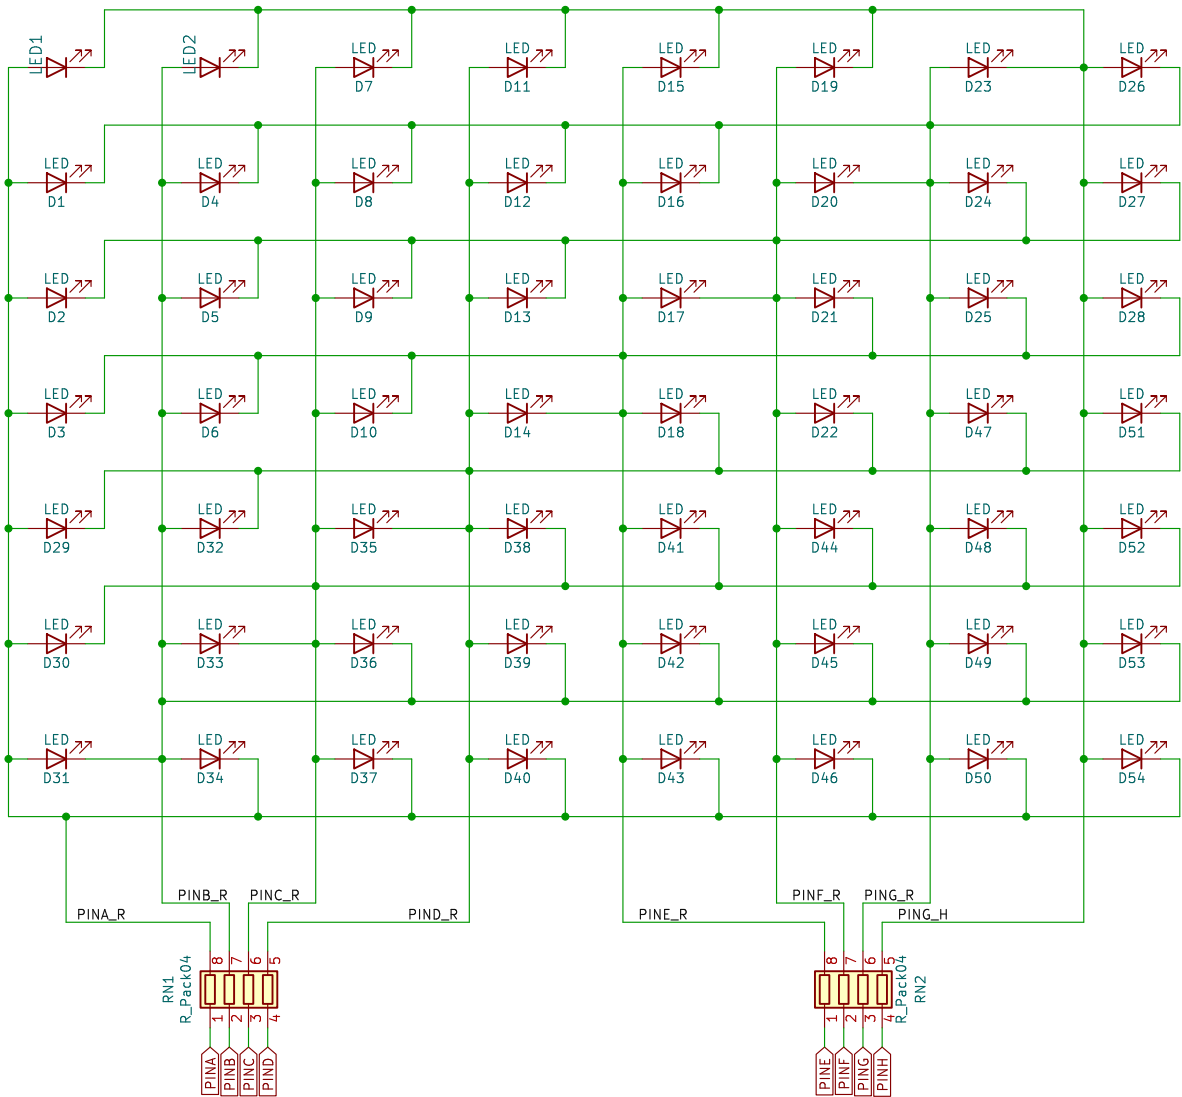 LED1 LED2 LED LED LED LED LED LED
D7 D11 D15 D19 D23 D26
LED LED LED LED LED LED LED LED
D1 D4 D8 D12 D16 D20 D24 D27
LED LED LED LED LED LED LED LED
D2 D5 D9 D13 D17 D21 D25 D28
LED LED LED LED LED LED LED LED
D3 D6 D10 D14 D18 D22 D47 D51
LED LED LED LED LED LED LED LED
D29 D32 D35 D38 D41 D44 D48 D52
LED LED LED LED LED LED LED LED
D30 D33 D36 D39 D42 D45 D49 D53
LED LED LED LED LED LED LED LED
D31 D34 D37 D40 D43 D46 D50 D54
PINB_R PINC_R PINF_R PING_R
PINA_R PIND_R PINE_R PING_H
8 7 6 5 8 7 6 5
RN1 R_Pack04 R_Pack04 RN2
1 2 3 4 1 2 3 4
PINA PINB PINC PIND PINE PINF PING PINH